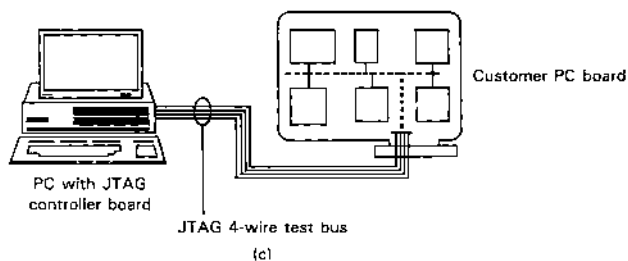 Customer PC board
PC with JTAG
controller board
JTAG 4-wire test bus
(c)